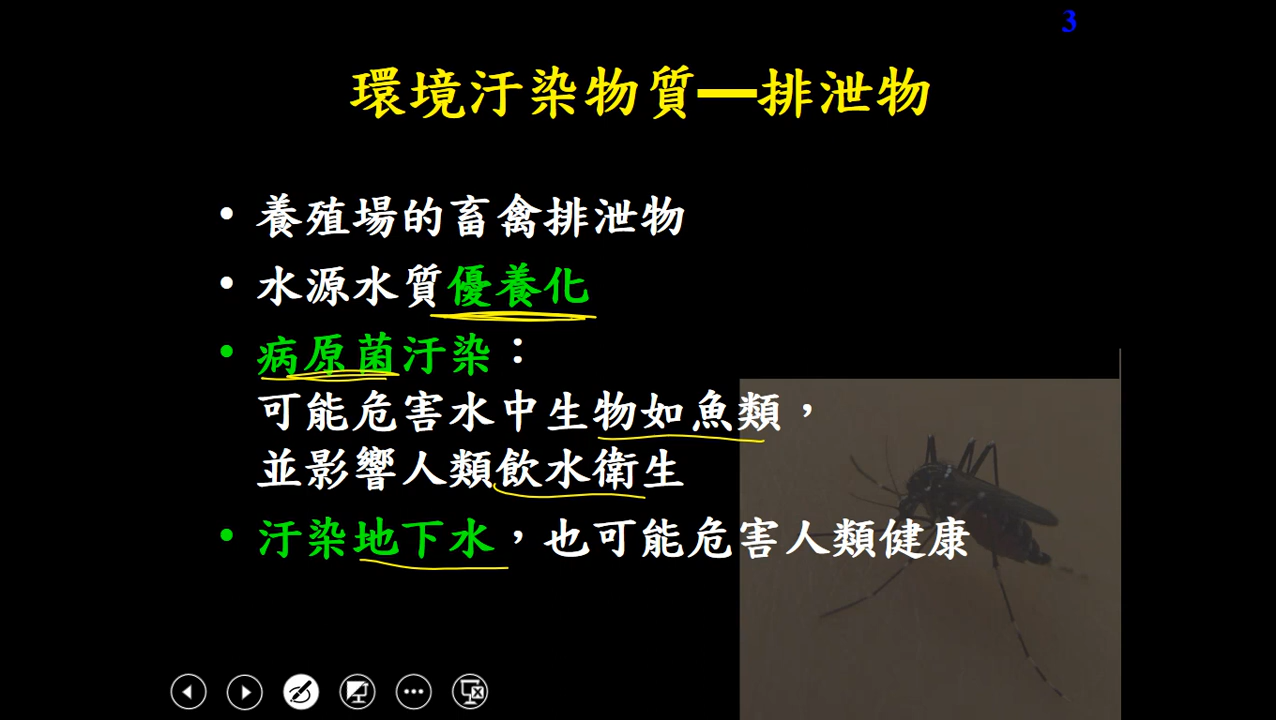 3
環境汙染物質—排泄物
• 養殖場的畜禽排泄物
• 水源水質優養化
• 病原菌汙染：
可能危害水中生物如魚類，
並影響人類飲水衛生
• 汙染地下水，也可能危害人類健康